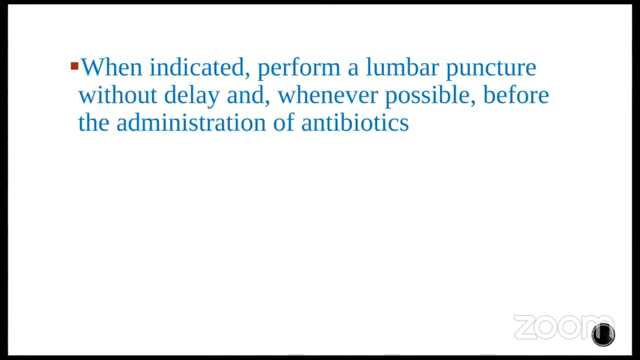 ▪When indicated, perform a lumbar puncture
without delay and, whenever possible, before
the administration of antibiotics
zoom